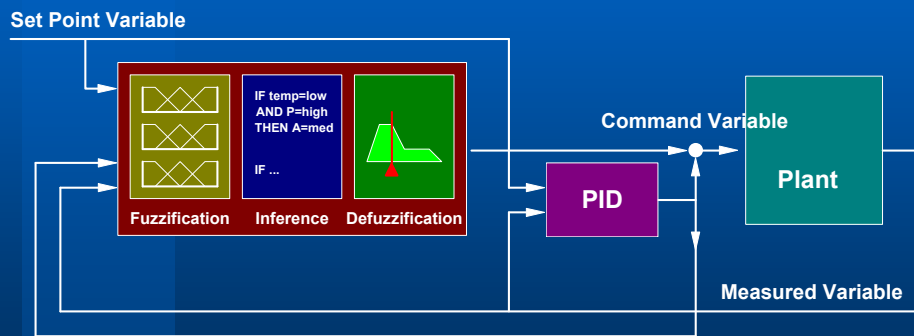 Set Point Variable
IF temp=low
AND P=high
THEN A=med
IF ...
Fuzzification
Inference
Defuzzification
Command Variable
PID
Plant
Measured Variable